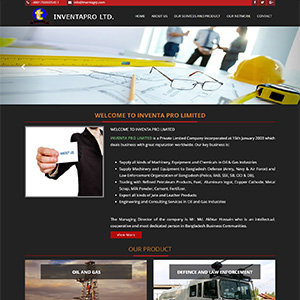 INVENTAPRO LTD.
HOME
ABOUT US
OUR SERVICES AND PRODUCT
OUR NETWORK
CONTACT
WELCOME TO INVENTA PRO LIMITED
WELCOME TO INVENTA PRO LIMITED
INVENTA PRO LIMITED is a Private Limited Company incorporated at 15th January 2003 which
deals business with great reputation worldwide. Our key business is:
Supply all kinds of Machinery, Equipment and Chemicals in Oil & Gas Industries
Supply Machinery and Equipment to Bangladesh Defense (Army, Navy & Air Force) and
Law Enforcement Organization of Bangladesh (Police, RAB, SSF, SB, CID & DB).
Trading with Refined Petroleum Products, Fuel, Aluminum Ingot, Copper Cathode, Metal
Scrap, Milk Powder, Cement, Fertilizer.
Export all kinds of Jute and Leather Products
Engineering and Consulting Services in Oil and Gas Industries
The Managing Director of the company is Mr. Md. Akhtar Hossain who is an intellectual,
cooperative and most dedicated person in Bangladesh Business Communities.
View More
OUR PRODUCT
OIL AND GAS
DEFENCE AND LAW ENFORCEMENT